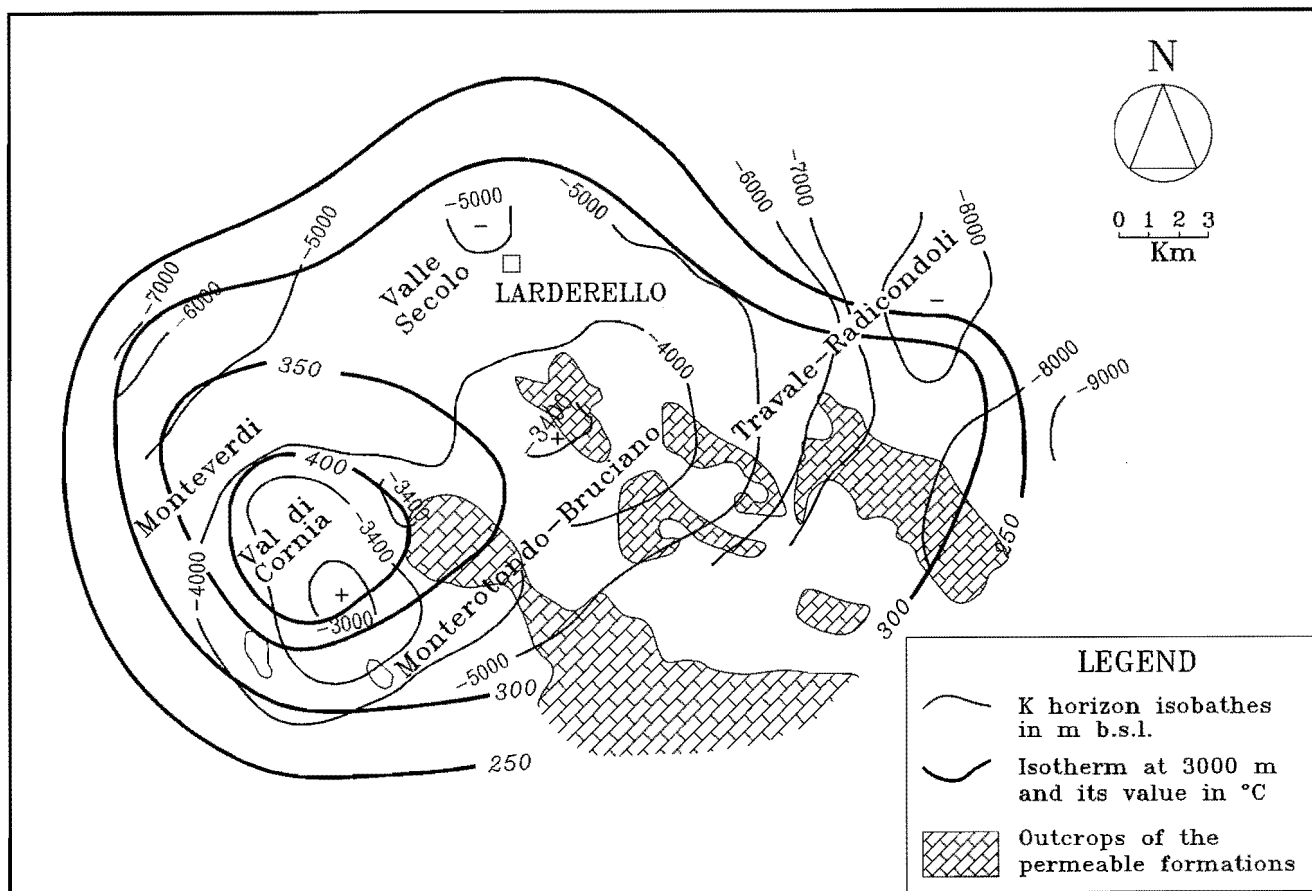 N
0 1 2 3
Km
-5000
-5000
-6000
-7000
-8000
-5000
-7000
-6000
Valle
Secolo
LARDERELLO
Travale-Radicondoli
-4000
-8000
-9000
350
-3400
Monteverdi
400
-3400
Val di
Cornia
-3400
Monterotondo-Bruciano
-4000
-3000
-5000
300
250
300
250
LEGEND
K horizon isobathes
in m b.s.l.
Isotherm at 3000 m
and its value in °C
Outcrops of the
permeable formations